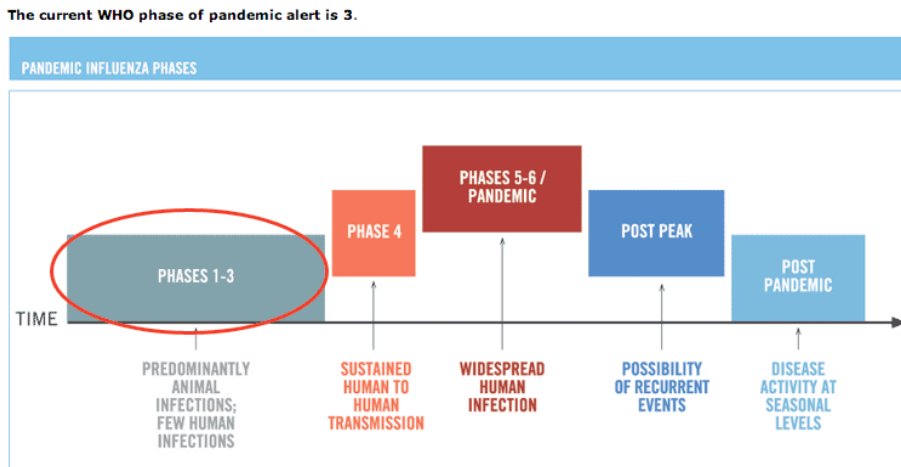 The current WHO phase of pandemic alert is 3.
PANDEMIC INFLUENZA PHASES
PHASES 1-3
PHASE 4
PHASES 5-6 /
PANDEMIC
POST PEAK
POST
PANDEMIC
TIME
PREDOMINANTLY
ANIMAL
INFECTIONS;
FEW HUMAN
INFECTIONS
SUSTAINED
HUMAN TO
HUMAN
TRANSMISSION
WIDESPREAD
HUMAN
INFECTION
POSSIBILITY
OF RECURRENT
EVENTS
DISEASE
ACTIVITY AT
SEASONAL
LEVELS